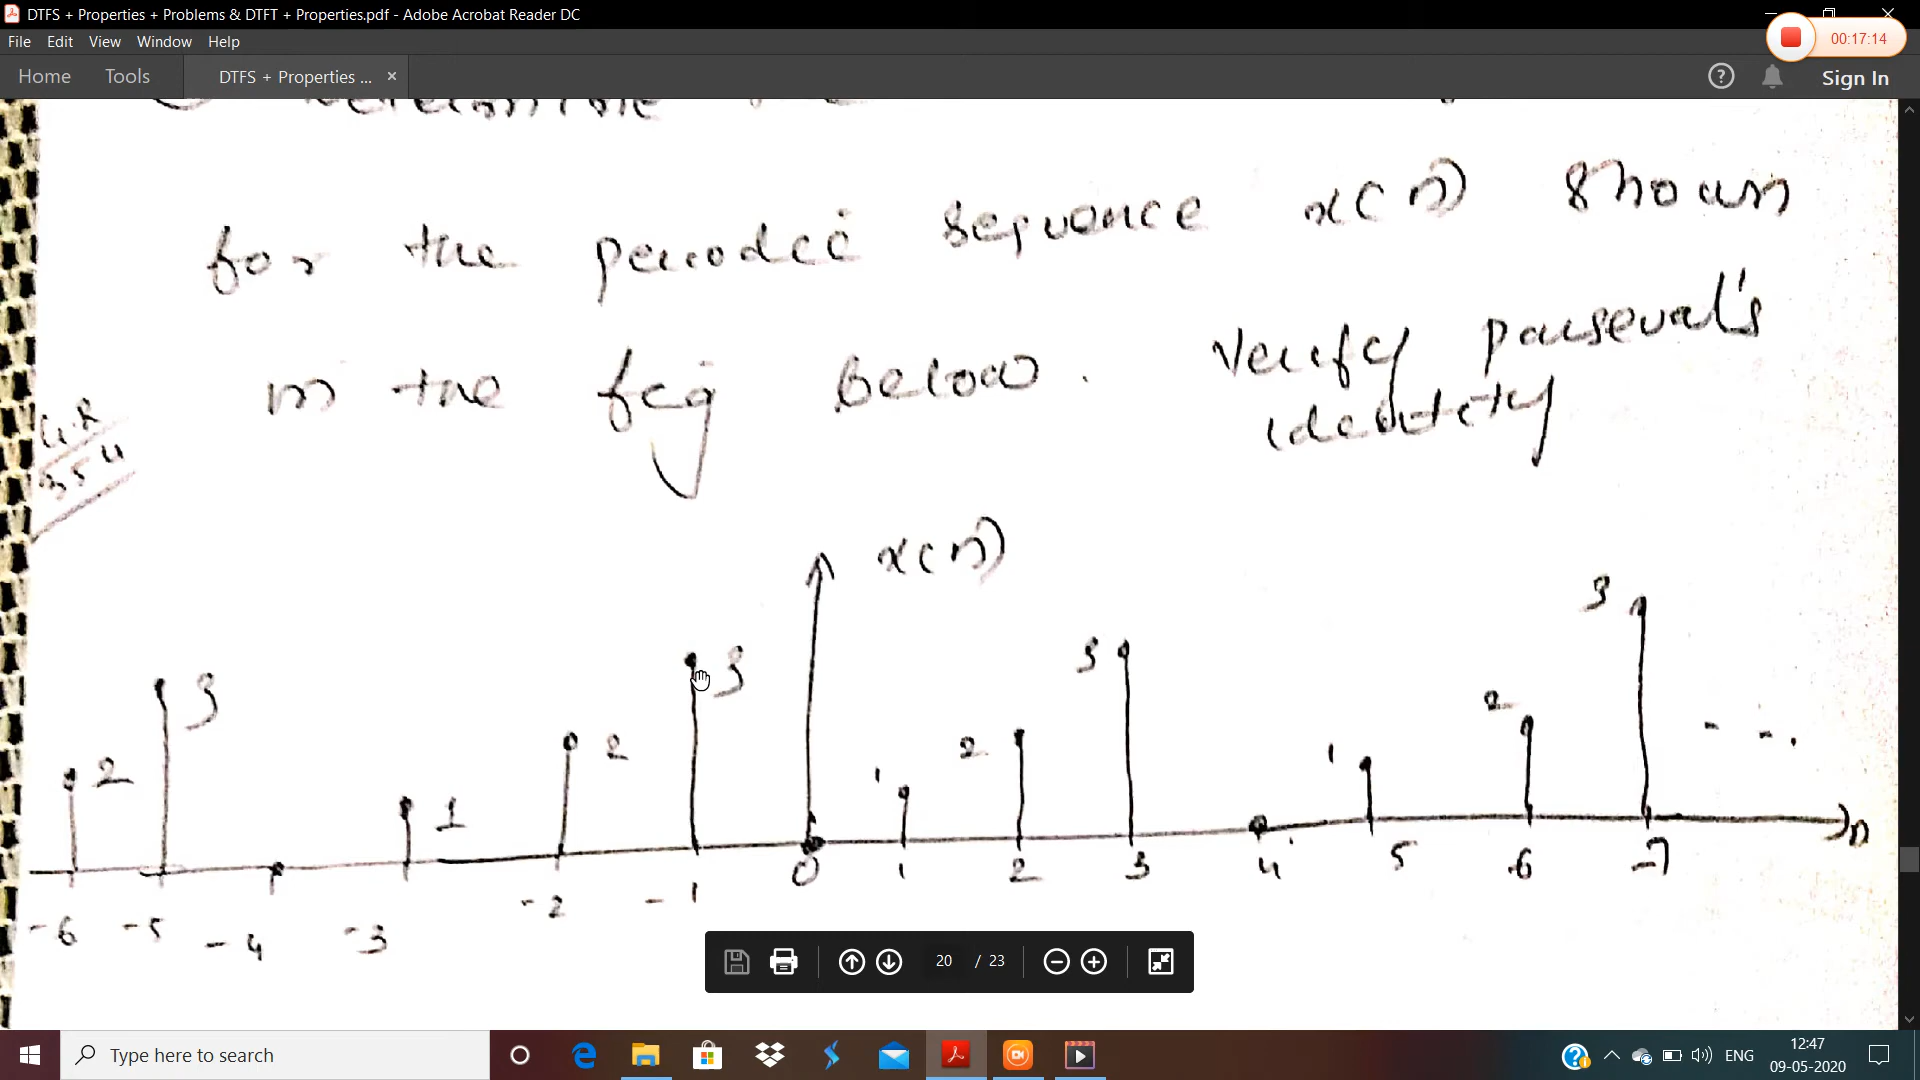 DTFS + Properties + Problems & DTFT + Properties.pdf - Adobe Acrobat Reader DC
00:17:14
File Edit View Window Help
Home Tools DTFS + Properties ... × Sign In
for the periodic sequence x(n) shown
in the fig below. Verify parseval's
identity
x(n)
3
3 3
3 2
2 2
1
1
2 1
0 1 2 3 4 5 6 7 n
-6 -5 -4 -3 -2 -1
20 / 23
Type here to search
12:47
ENG
09-05-2020